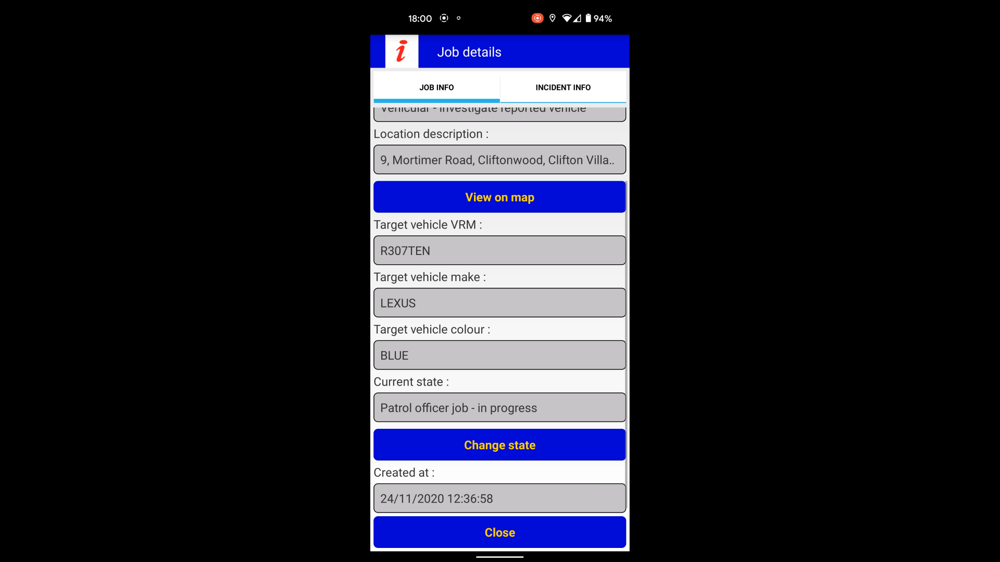 18:00
94%
i
Job details
JOB INFO
INCIDENT INFO
Vehicular - investigate reported vehicle
Location description :
9, Mortimer Road, Cliftonwood, Clifton Villa..
View on map
Target vehicle VRM :
R307TEN
Target vehicle make :
LEXUS
Target vehicle colour :
BLUE
Current state :
Patrol officer job - in progress
Change state
Created at :
24/11/2020 12:36:58
Close